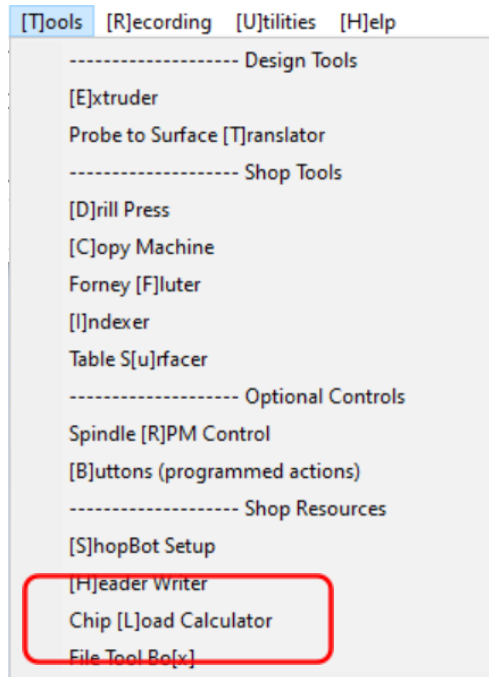 [T]ools [R]ecording [U]tilities [H]elp
-------------------- Design Tools
[E]xtruder
Probe to Surface [T]ranslator
-------------------- Shop Tools
[D]rill Press
[C]opy Machine
Forney [F]luter
[I]ndexer
Table S[u]rfacer
-------------------- Optional Controls
Spindle [R]PM Control
[B]uttons (programmed actions)
-------------------- Shop Resources
[S]hopBot Setup
[H]eader Writer
Chip [L]oad Calculator
File Tool Bo[x]